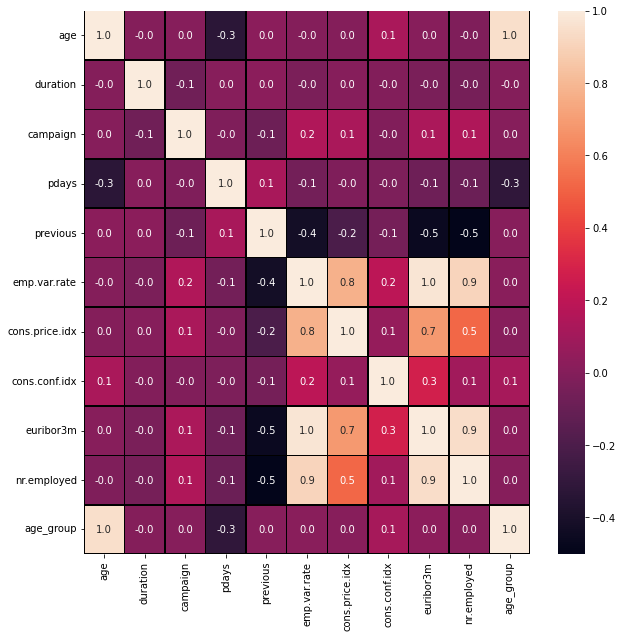 age 1.0 -0.0 0.0 -0.3 0.0 -0.0 0.0 0.1 0.0 -0.0 1.0
duration -0.0 1.0 -0.1 0.0 0.0 -0.0 0.0 -0.0 -0.0 -0.0 -0.0
campaign 0.0 -0.1 1.0 -0.0 -0.1 0.2 0.1 -0.0 0.1 0.1 0.0
pdays -0.3 0.0 -0.0 1.0 0.1 -0.1 -0.0 -0.0 -0.1 -0.1 -0.3
previous 0.0 0.0 -0.1 0.1 1.0 -0.4 -0.2 -0.1 -0.5 -0.5 0.0
emp.var.rate -0.0 -0.0 0.2 -0.1 -0.4 1.0 0.8 0.2 1.0 0.9 0.0
cons.price.idx 0.0 0.0 0.1 -0.0 -0.2 0.8 1.0 0.1 0.7 0.5 0.0
cons.conf.idx 0.1 -0.0 -0.0 -0.0 -0.1 0.2 0.1 1.0 0.3 0.1 0.1
euribor3m 0.0 -0.0 0.1 -0.1 -0.5 1.0 0.7 0.3 1.0 0.9 0.0
nr.employed -0.0 -0.0 0.1 -0.1 -0.5 0.9 0.5 0.1 0.9 1.0 0.0
age_group 1.0 -0.0 0.0 -0.3 0.0 0.0 0.0 0.1 0.0 0.0 1.0
age
duration
campaign
pdays
previous
emp.var.rate
cons.price.idx
cons.conf.idx
euribor3m
nr.employed
age_group
1.0
0.8
0.6
0.4
0.2
0.0
−0.2
−0.4